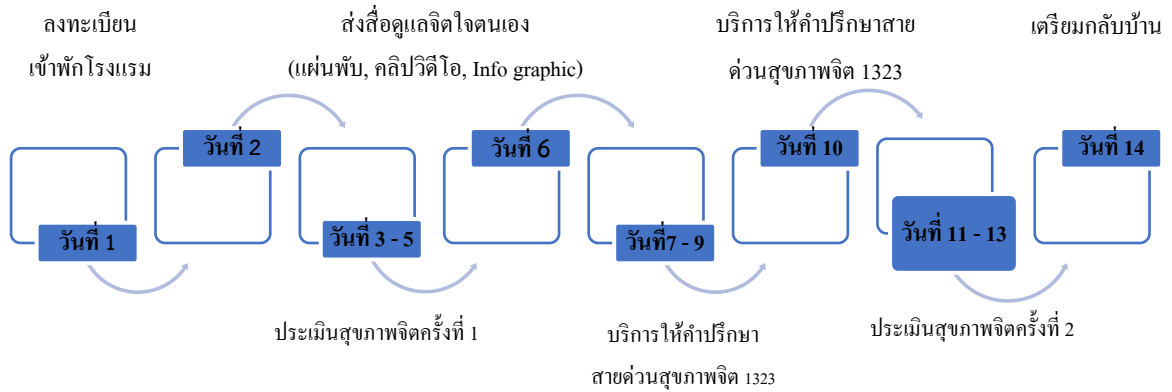 ลงทะเบียน
เข้าพักโรงแรม
ส่งสื่อดูแลจิตใจตนเอง
(แผ่นพับ, คลิปวิดีโอ, Info graphic)
บริการให้คำปรึกษาสาย
ด่วนสุขภาพจิต 1323
เตรียมกลับบ้าน
วันที่ 1
วันที่ 2
วันที่ 3 - 5
วันที่ 6
วันที่7 - 9
วันที่ 10
วันที่ 11 - 13
วันที่ 14
ประเมินสุขภาพจิตครั้งที่ 1
บริการให้คำปรึกษา
สายด่วนสุขภาพจิต 1323
ประเมินสุขภาพจิตครั้งที่ 2